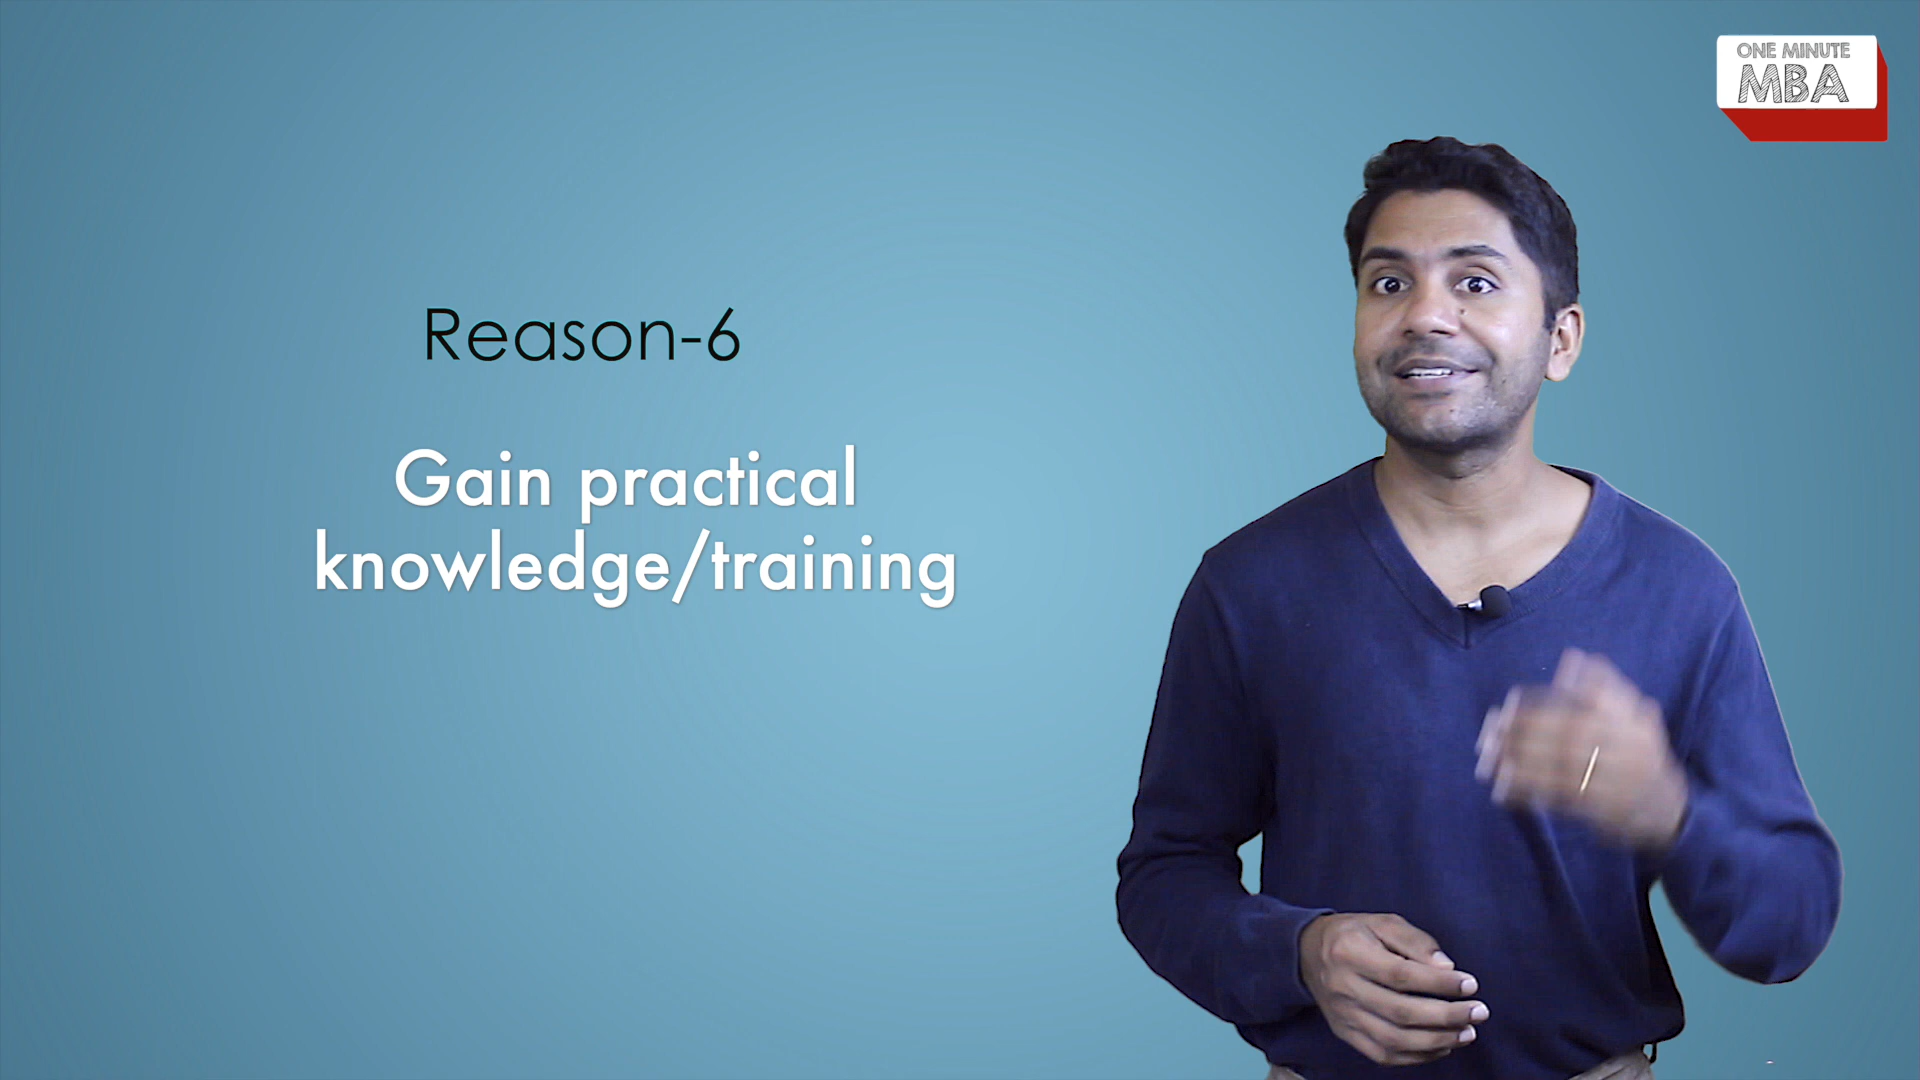 ONE MINUTE
MBA
Reason-6
Gain practical
knowledge/training